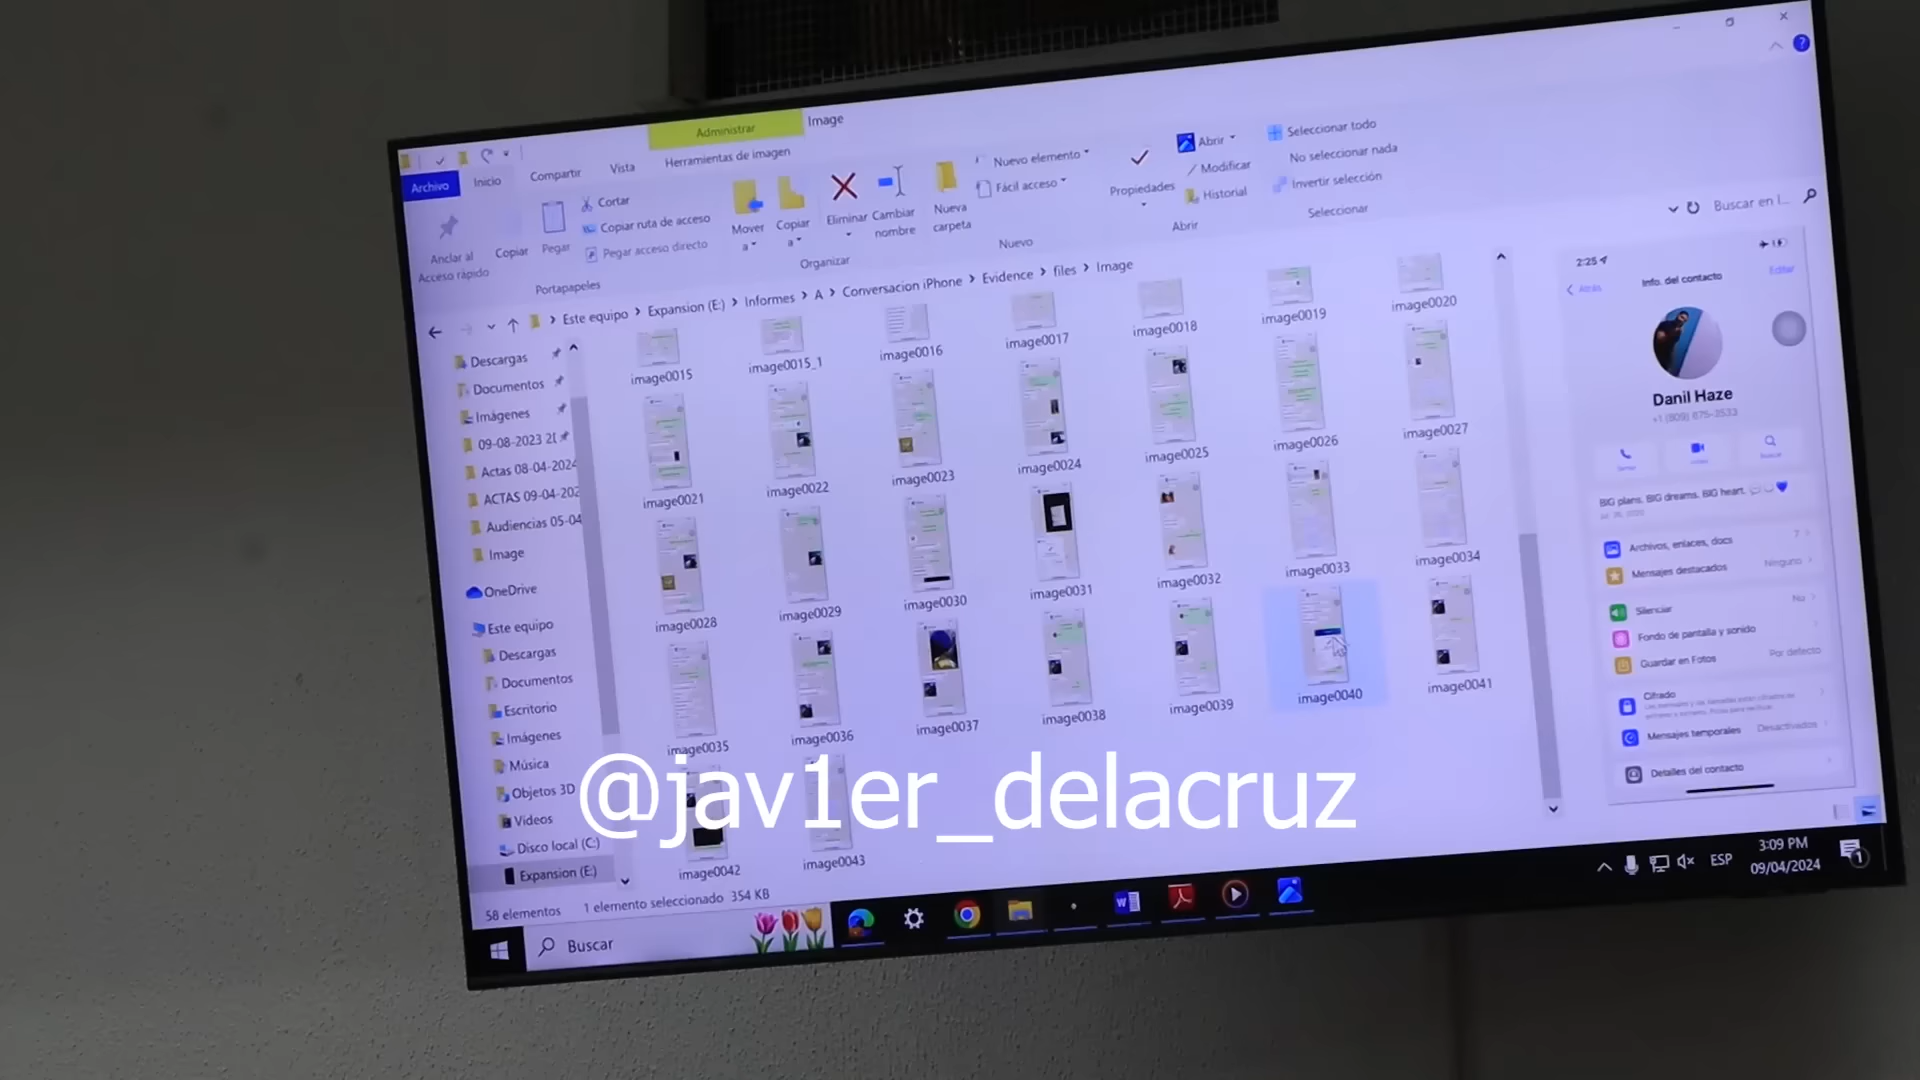 Administrar
Image
Archivo
Inicio
Compartir
Vista
Herramientas de imagen
Anclar al
Acceso rápido
Copiar
Pegar
Cortar
Copiar ruta de acceso
Pegar acceso directo
Portapapeles
Mover
a
Copiar
a
Eliminar
Cambiar
nombre
Organizar
Nueva
carpeta
Nuevo elemento
Fácil acceso
Nuevo
Propiedades
Abrir
Modificar
Historial
Abrir
Seleccionar todo
No seleccionar nada
Invertir selección
Seleccionar
Este equipo > Expansion (E:) > Informes > A > Conversacion iPhone > Evidence > files > Image
Buscar en I...
Descargas
Documentos
Imágenes
09-08-2023
Actas 08-04-2024
ACTAS 09-04-202
Audiencias 05-04
Image
OneDrive
Este equipo
Descargas
Documentos
Escritorio
Imágenes
Música
Objetos 3D
Videos
Disco local (C:)
Expansion (E:)
image0015
image0015_1
image0016
image0017
image0018
image0019
image0020
image0021
image0022
image0023
image0024
image0025
image0026
image0027
image0028
image0029
image0030
image0031
image0032
image0033
image0034
image0035
image0036
image0037
image0038
image0039
image0040
image0041
image0042
image0043
2:25
Atrás
Info. del contacto
Editar
Danil Haze
+1 (809) 675-3533
BIG plans. BIG dreams. BIG heart.
Archivos, enlaces, docs
7
Mensajes destacados
Ninguno
Silenciar
No
Fondo de pantalla y sonido
Guardar en Fotos
Por defecto
Cifrado
Mensajes temporales
Desactivados
Detalles del contacto
@jav1er_delacruz
58 elementos
1 elemento seleccionado 354 KB
Buscar
ESP
3:09 PM
09/04/2024
1